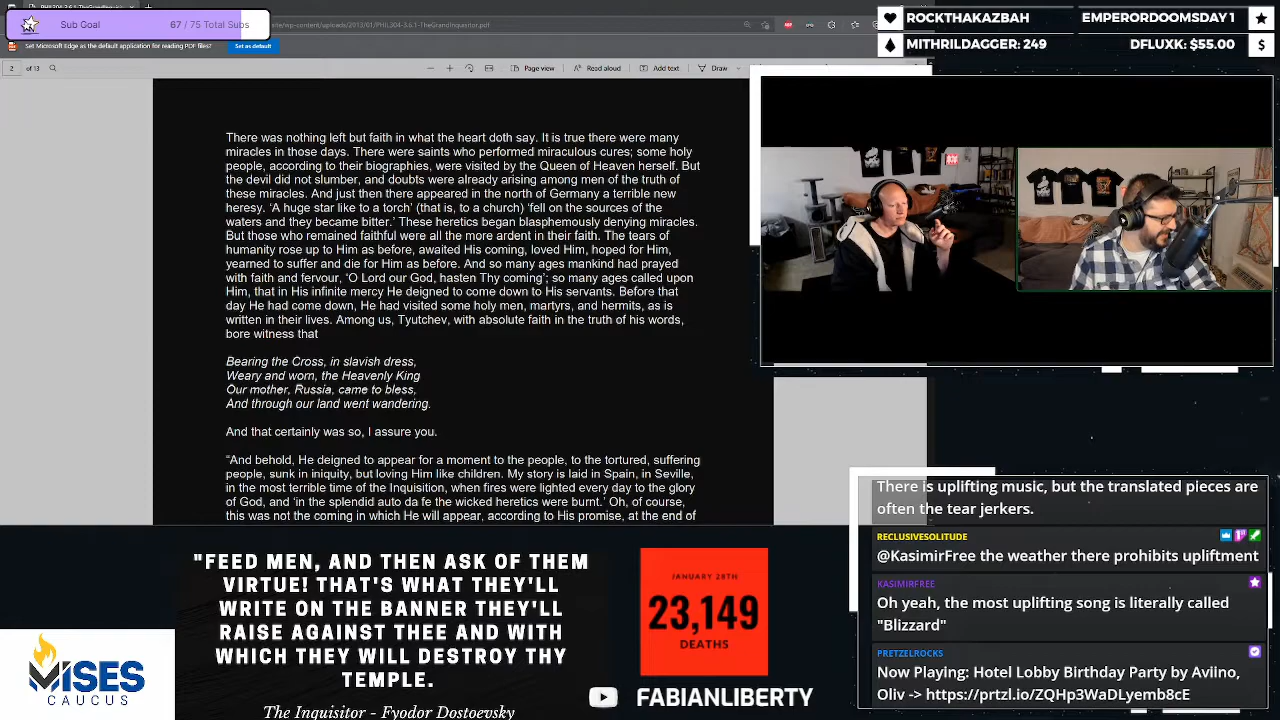 Sub Goal
67 / 75 Total Subs
/wp-content/uploads/2013/01/PHIL304-3.6.1-TheGrandInquisitor.pdf
Set Microsoft Edge as the default application for reading PDF files?
Set as default
2
of 13
Page view
Read aloud
Add text
Draw
ROCKTHAKAZBAH
EMPERORDOOMSDAY 1
MITHRILDAGGER: 249
DFLUXK: $55.00
There was nothing left but faith in what the heart doth say. It is true there were many
miracles in those days. There were saints who performed miraculous cures; some holy
people, according to their biographies, were visited by the Queen of Heaven herself. But
the devil did not slumber, and doubts were already arising among men of the truth of
these miracles. And just then there appeared in the north of Germany a terrible new
heresy. ‘A huge star like to a torch’ (that is, to a church) ‘fell on the sources of the
waters and they became bitter.’ These heretics began blasphemously denying miracles.
But those who remained faithful were all the more ardent in their faith. The tears of
humanity rose up to Him as before, awaited His coming, loved Him, hoped for Him,
yearned to suffer and die for Him as before. And so many ages mankind had prayed
with faith and fervour, ‘O Lord our God, hasten Thy coming’; so many ages called upon
Him, that in His infinite mercy He deigned to come down to His servants. Before that
day He had come down, He had visited some holy men, martyrs, and hermits, as is
written in their lives. Among us, Tyutchev, with absolute faith in the truth of his words,
bore witness that
Bearing the Cross, in slavish dress,
Weary and worn, the Heavenly King
Our mother, Russia, came to bless,
And through our land went wandering.
And that certainly was so, I assure you.
“And behold, He deigned to appear for a moment to the people, to the tortured, suffering
people, sunk in iniquity, but loving Him like children. My story is laid in Spain, in Seville,
in the most terrible time of the Inquisition, when fires were lighted every day to the glory
of God, and ‘in the splendid auto da fe the wicked heretics were burnt.’ Oh, of course,
this was not the coming in which He will appear, according to His promise, at the end of
There is uplifting music, but the translated pieces are
often the tear jerkers.
RECLUSIVESOLITUDE
@KasimirFree the weather there prohibits upliftment
KASIMIRFREE
Oh yeah, the most uplifting song is literally called
"Blizzard"
PRETZELROCKS
Now Playing: Hotel Lobby Birthday Party by Aviino,
Oliv -> https://prtzl.io/ZQHp3WaDLyemb8cE
"FEED MEN, AND THEN ASK OF THEM
VIRTUE! THAT'S WHAT THEY'LL
WRITE ON THE BANNER THEY'LL
RAISE AGAINST THEE AND WITH
WHICH THEY WILL DESTROY THY
TEMPLE.
The Inquisitor - Fyodor Dostoevsky
JANUARY 28TH
23,149
DEATHS
FABIANLIBERTY
MISES
CAUCUS